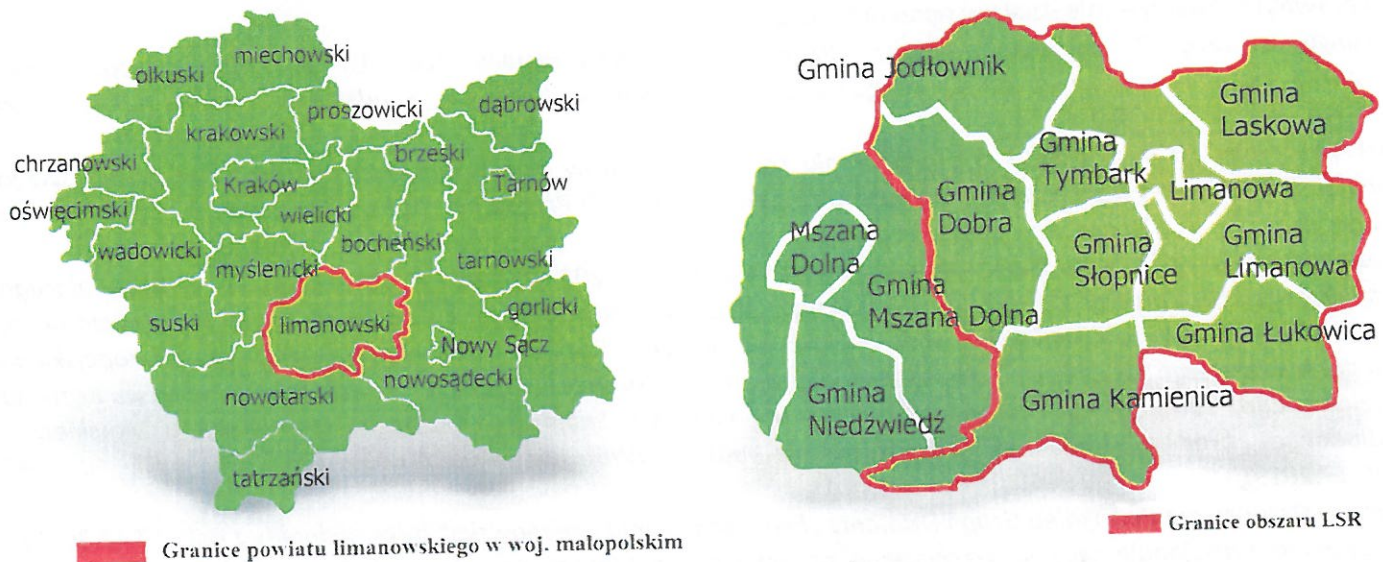 miechowski
olkuski
proszowicki
dąbrowski
krakowski
brzeski
chrzanowski
Kraków
Tarnów
oświęcimski
wielicki
wadowicki
bocheński
myślenicki
tarnowski
suski
limanowski
gorlicki
Nowy Sącz
nowosądecki
nowotarski
tatrzański
Granice powiatu limanowskiego w woj. małopolskim
Gmina Jodłownik
Gmina
Laskowa
Gmina
Tymbark
Limanowa
Gmina
Dobra
Mszana
Dolna
Gmina
Słopnice
Gmina
Limanowa
Gmina
Mszana Dolna
Gmina Łukowica
Gmina
Niedźwiedź
Gmina Kamienica
Granice obszaru LSR